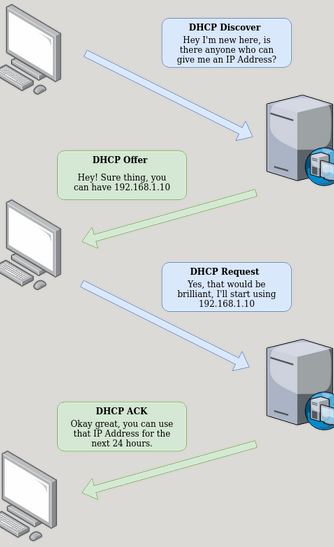 DHCP Discover
Hey I'm new here, is
there anyone who can
give me an IP Address?
DHCP Offer
Hey! Sure thing, you
can have 192.168.1.10
DHCP Request
Yes, that would be
brilliant, I'll start using
192.168.1.10
DHCP ACK
Okay great, you can use
that IP Address for the
next 24 hours.